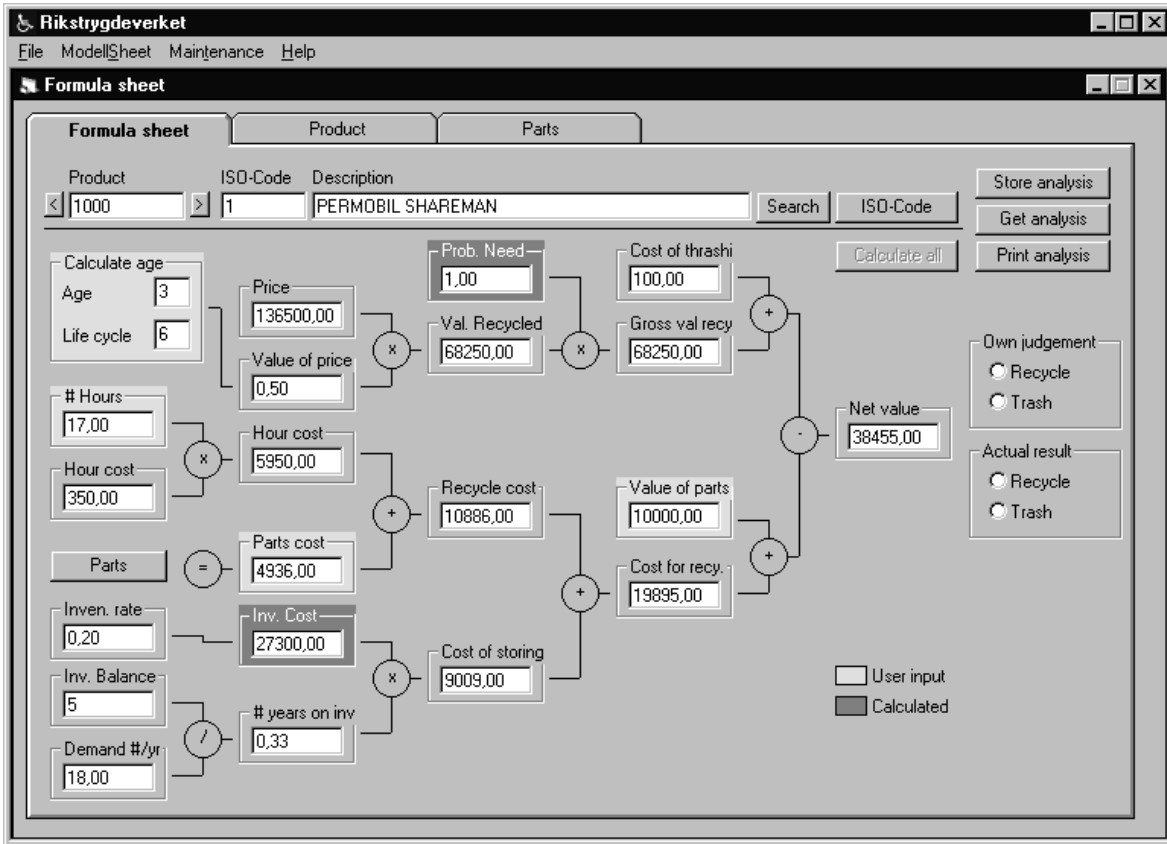 Rikstrygdeverket
File ModellSheet Maintenance Help
Formula sheet
Formula sheet Product Parts
Product ISO-Code Description
< 1000 > 1 PERMOBIL SHAREMAN Search ISO-Code
Store analysis
Get analysis
Calculate all Print analysis
Calculate age
Age 3
Life cycle 6
Price
136500,00
Value of price
0,50
x
Prob. Need
1,00
Val. Recycled
68250,00
x
Cost of thrashi
100,00
Gross val recy
68250,00
+
Own judgement
Recycle
Trash
# Hours
17,00
Hour cost
350,00
x
Hour cost
5950,00
Parts
=
Parts cost
4936,00
+
Recycle cost
10886,00
Value of parts
10000,00
Cost for recy.
19895,00
+
+
-
Net value
38455,00
Actual result
Recycle
Trash
Inven. rate
0,20
Inv. Cost
27300,00
Inv. Balance
5
Demand #/yr
18,00
/
# years on inv
0,33
x
Cost of storing
9009,00
User input
Calculated